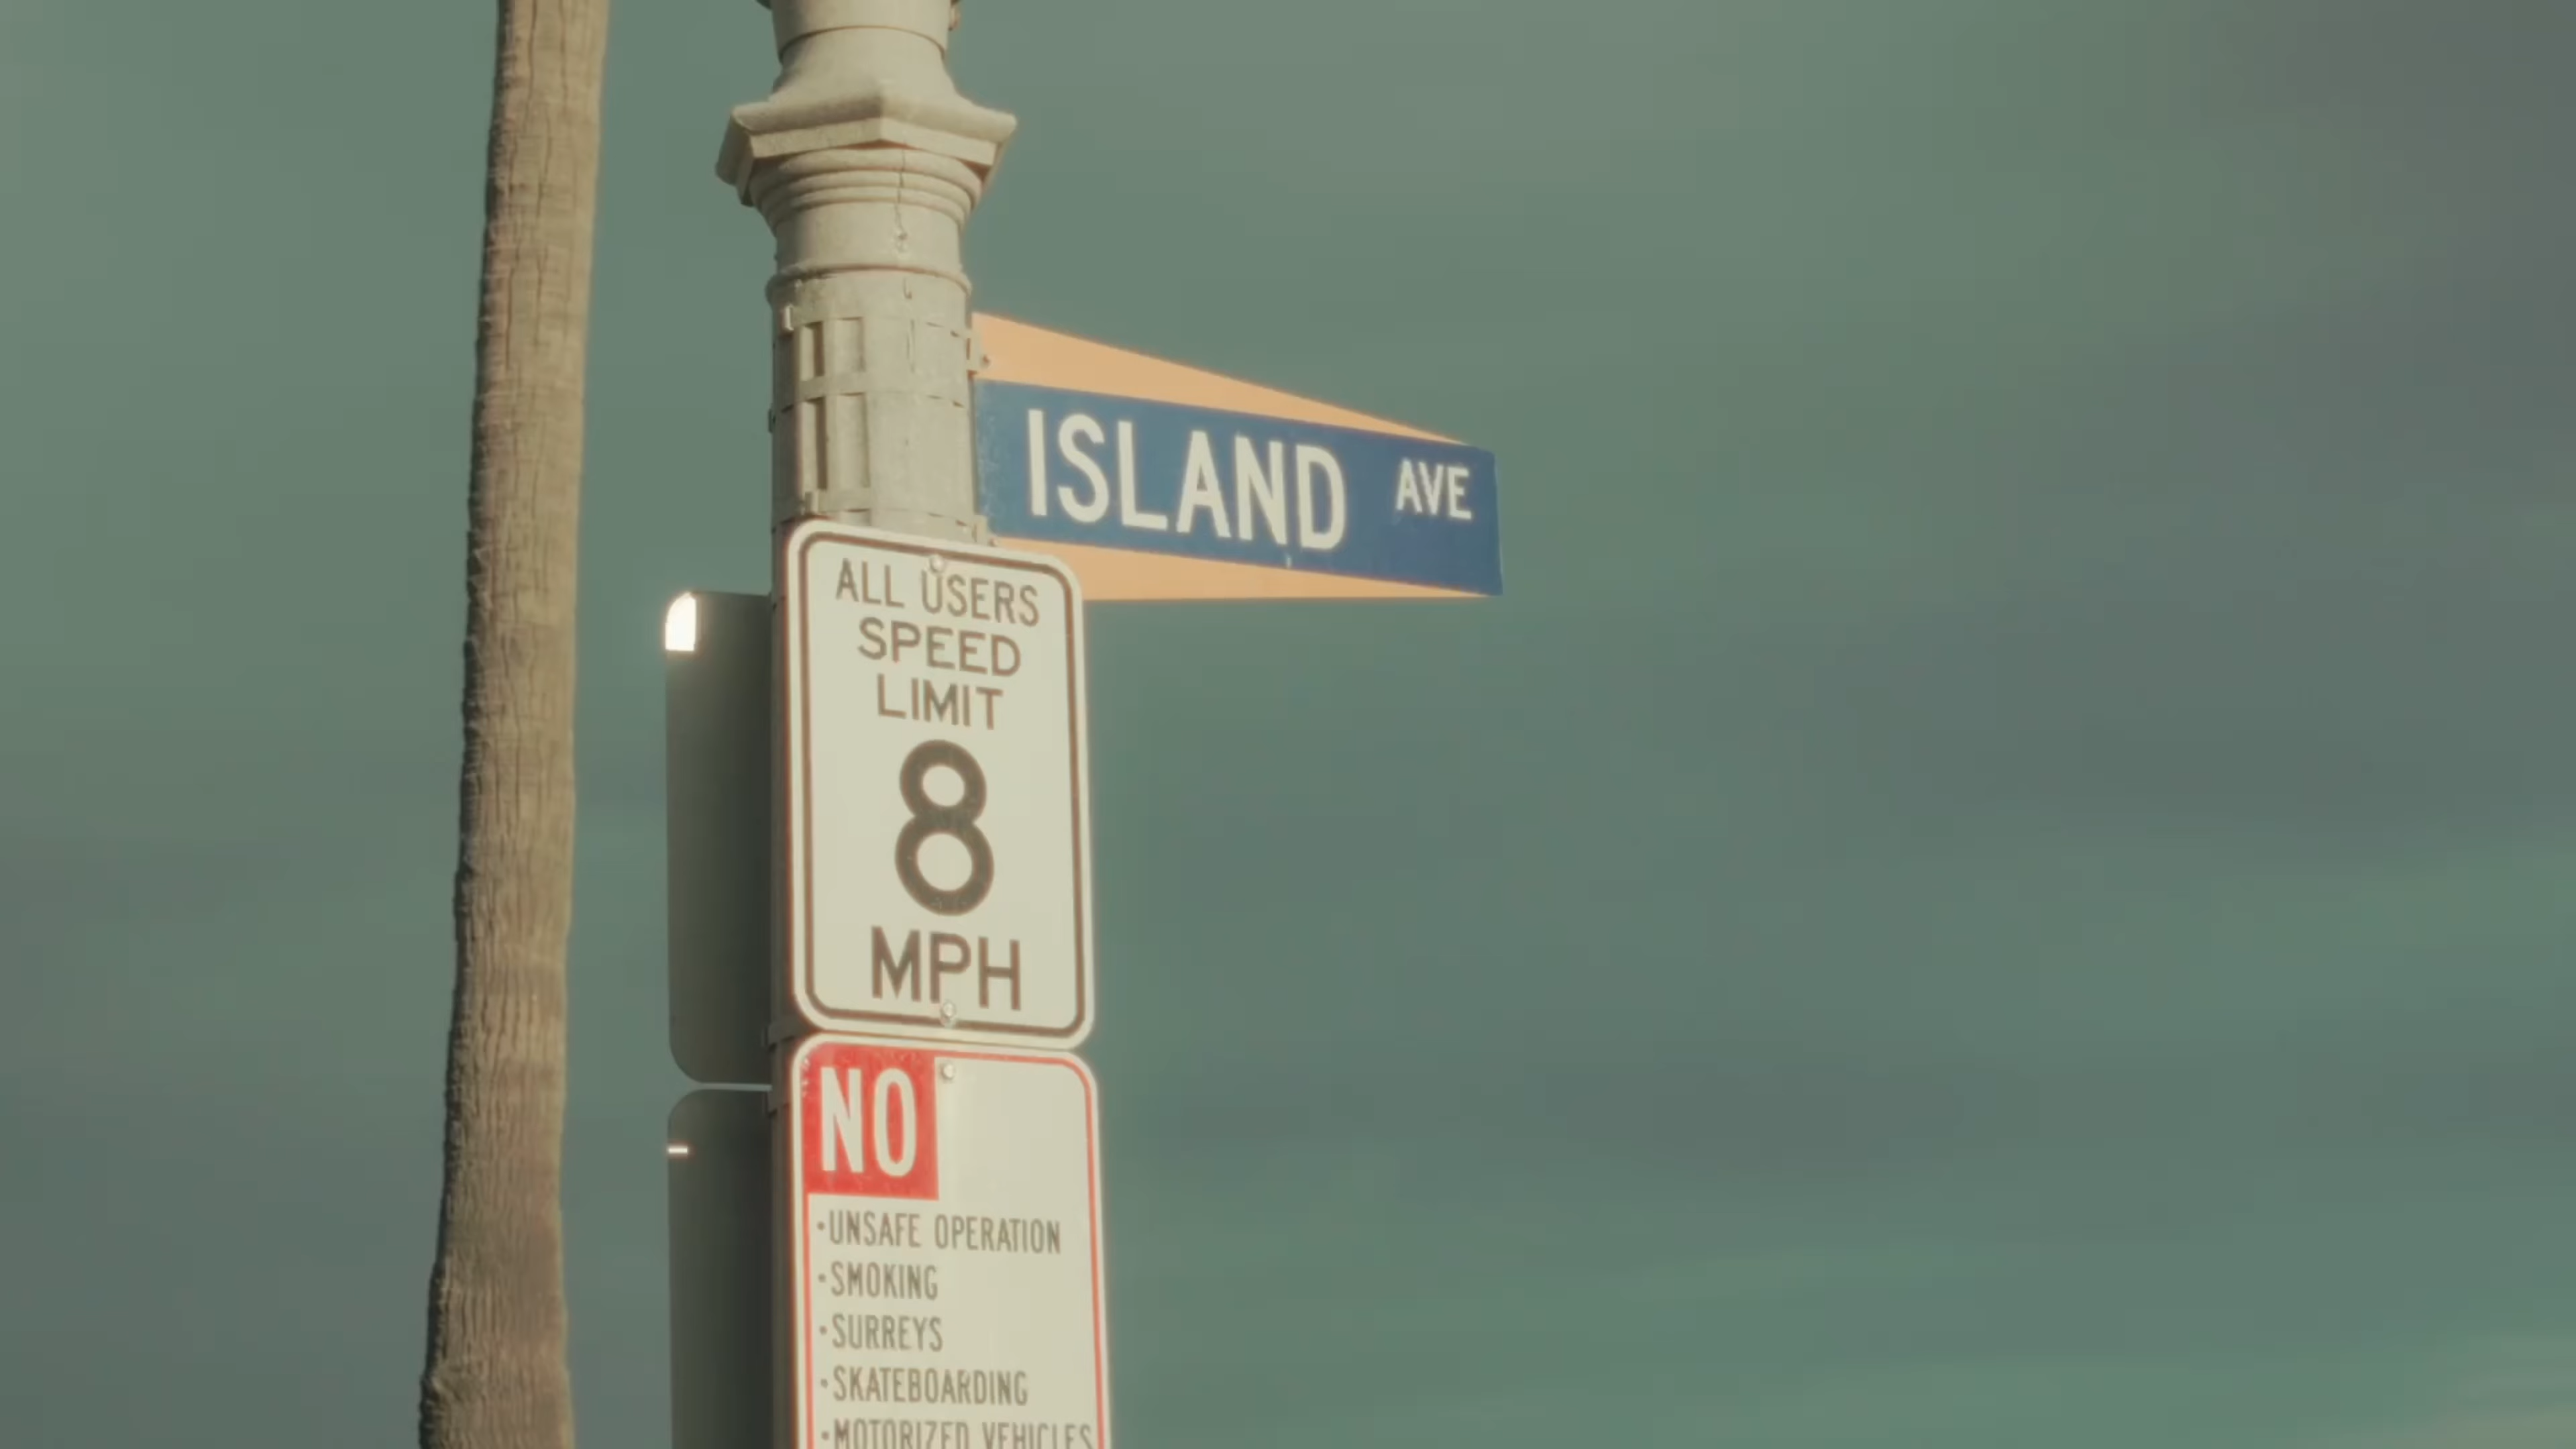 ISLAND AVE
ALL USERS
SPEED
LIMIT
8
MPH
NO
•UNSAFE OPERATION
•SMOKING
•SURREYS
•SKATEBOARDING
•MOTORIZED VEHICLES